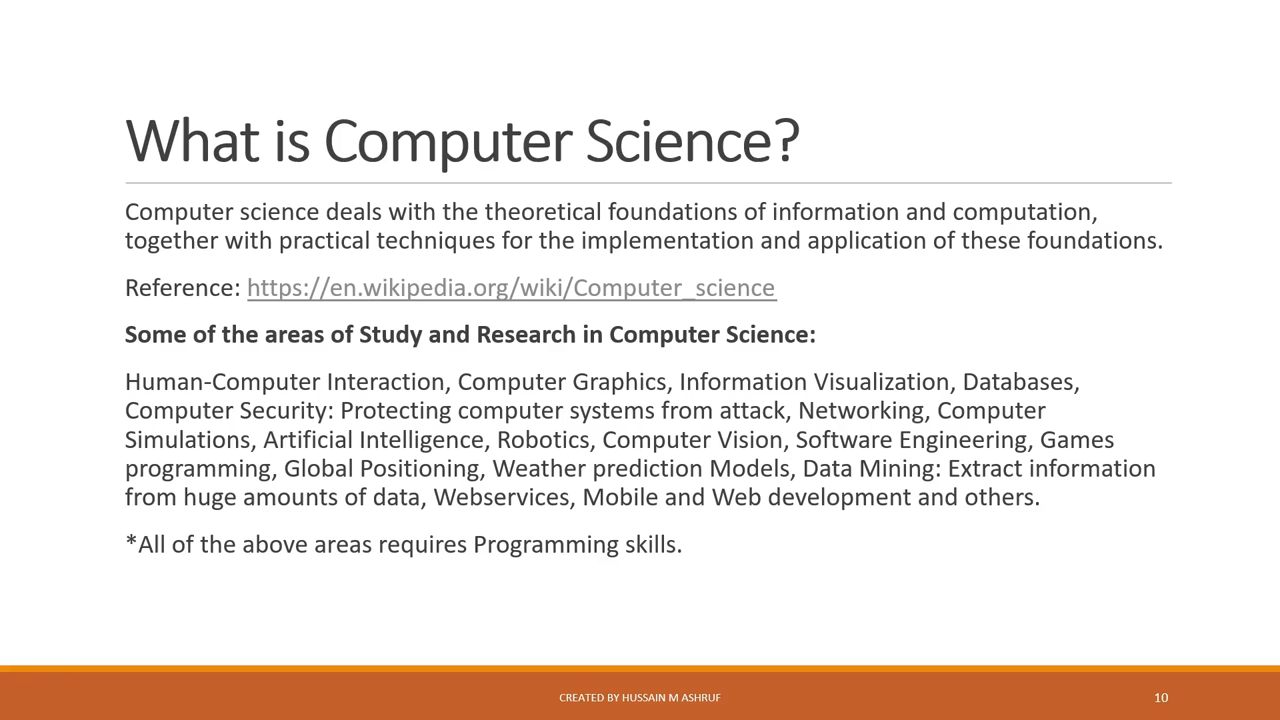 What is Computer Science?
Computer science deals with the theoretical foundations of information and computation,
together with practical techniques for the implementation and application of these foundations.
Reference: https://en.wikipedia.org/wiki/Computer_science
Some of the areas of Study and Research in Computer Science:
Human-Computer Interaction, Computer Graphics, Information Visualization, Databases,
Computer Security: Protecting computer systems from attack, Networking, Computer
Simulations, Artificial Intelligence, Robotics, Computer Vision, Software Engineering, Games
programming, Global Positioning, Weather prediction Models, Data Mining: Extract information
from huge amounts of data, Webservices, Mobile and Web development and others.
*All of the above areas requires Programming skills.
CREATED BY HUSSAIN M ASHRUF
10